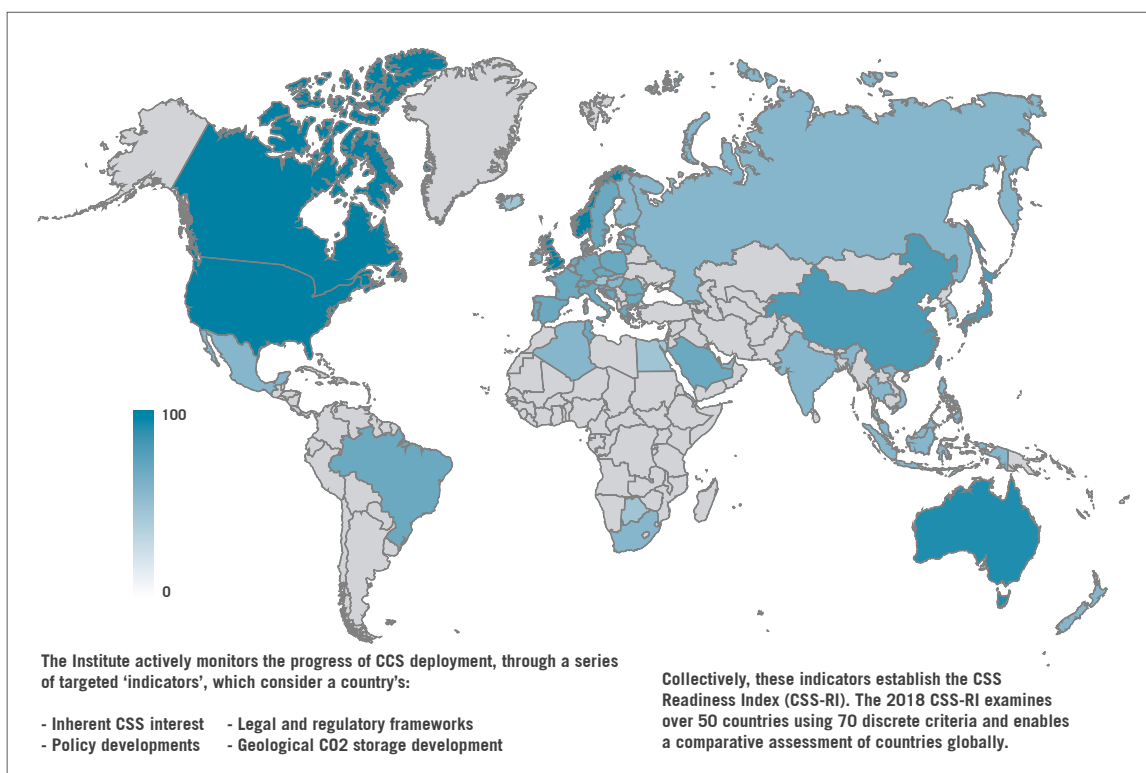 100
0
The Institute actively monitors the progress of CCS deployment, through a series
of targeted ‘indicators’, which consider a country’s:
- Inherent CSS interest - Legal and regulatory frameworks
- Policy developments - Geological CO2 storage development
Collectively, these indicators establish the CSS
Readiness Index (CSS-RI). The 2018 CSS-RI examines
over 50 countries using 70 discrete criteria and enables
a comparative assessment of countries globally.